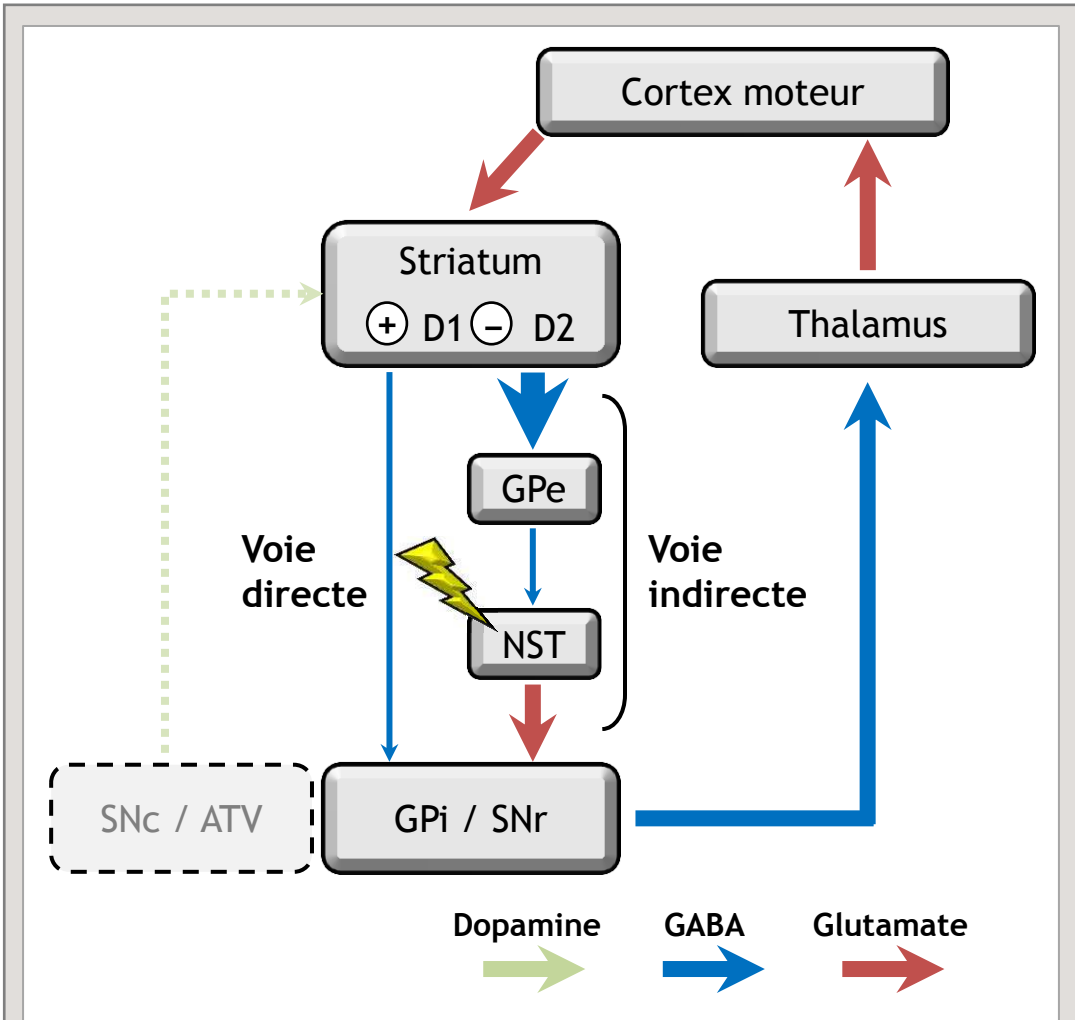 Cortex moteur
Striatum
+ D1 − D2
Thalamus
GPe
Voie
directe
Voie
indirecte
NST
SNc / ATV
GPi / SNr
Dopamine
GABA
Glutamate